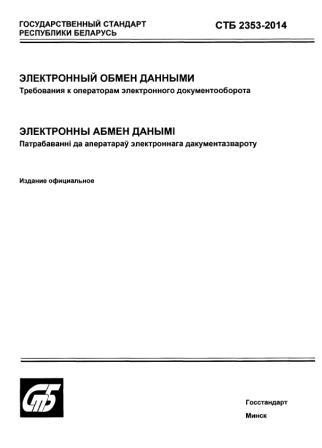 ГОСУДАРСТВЕННЫЙ СТАНДАРТ
РЕСПУБЛИКИ БЕЛАРУСЬ
СТБ 2353-2014
ЭЛЕКТРОННЫЙ ОБМЕН ДАННЫМИ
Требования к операторам электронного документооборота
ЭЛЕКТРОННЫ АБМЕН ДАНЫМІ
Патрабаванні да аператараў электроннага дакументазвароту
Издание официальное
СТБ
Госстандарт
Минск